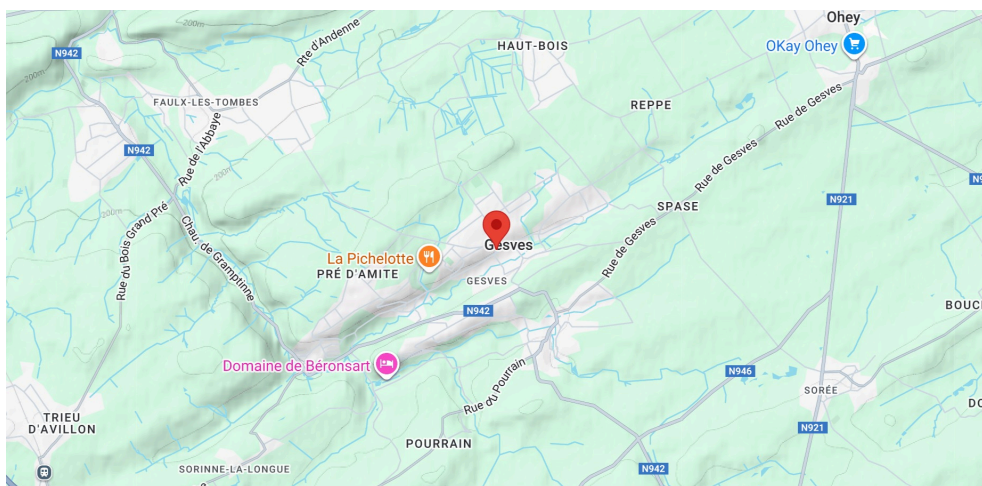 Ohey
200m
N942
Rte d'Andenne
HAUT-BOIS
OKay Ohey
200m
FAULX-LES-TOMBES
REPPE
Rue de Gesves
N942
Rue de l'Abbaye
Rue de Gesves
200m
N921
SPASE
200m
Rue du Bois Grand Pré
Chau. de Gramptinne
Gesves
Rue de Gesves
La Pichelotte
PRÉ D'AMITE
GESVES
N942
BOUC
Domaine de Béronsart
N946
Rue du Pourrain
SORÉE
TRIEU
D'AVILLON
N921
POURRAIN
SORINNE-LA-LONGUE
N942